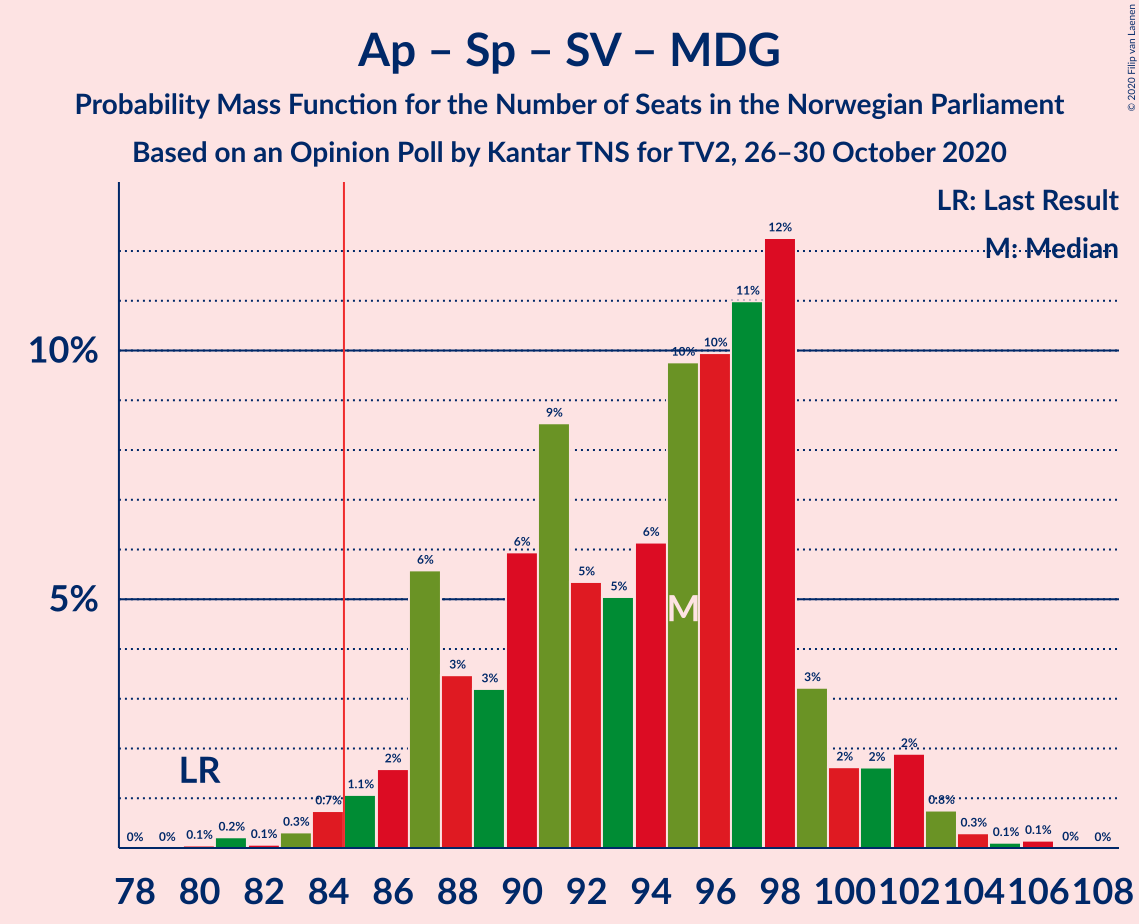 Ap – Sp – SV – MDG
Probability Mass Function for the Number of Seats in the Norwegian Parliament
Based on an Opinion Poll by Kantar TNS for TV2, 26–30 October 2020
© 2020 Filip van Laenen
LR: Last Result
M: Median
10%
5%
LR
M
0% 0% 0.1% 0.2% 0.1% 0.3% 0.7% 1.1% 2% 6% 3% 3% 6% 9% 5% 5% 6% 10% 10% 11% 12% 3% 2% 2% 2% 0.8% 0.3% 0.1% 0.1% 0% 0%
78 80 82 84 86 88 90 92 94 96 98 100 102 104 106 108